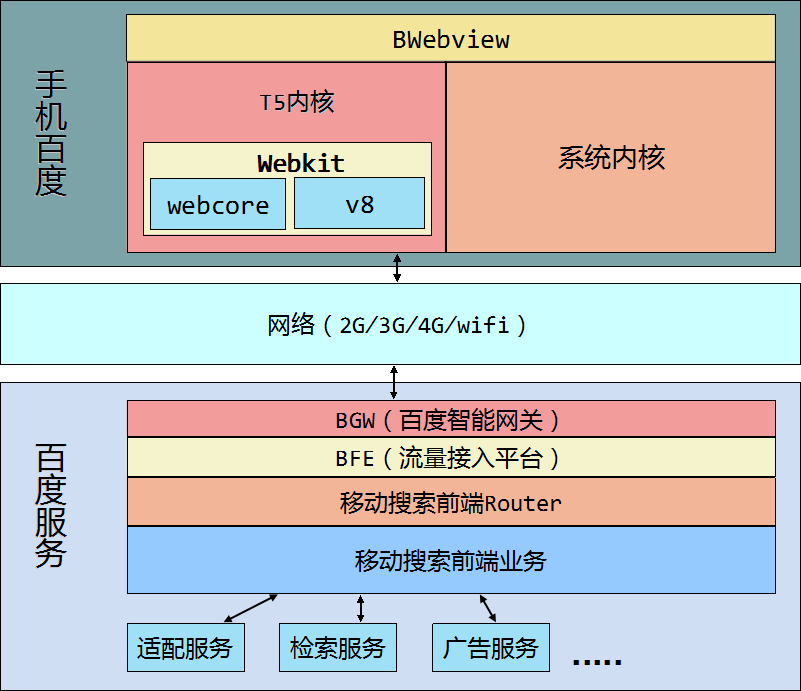 手机百度
BWebview
T5内核
Webkit
webcore
v8
系统内核
网络（2G/3G/4G/wifi）
百度服务
BGW（百度智能网关）
BFE（流量接入平台）
移动搜索前端Router
移动搜索前端业务
适配服务
检索服务
广告服务
.....